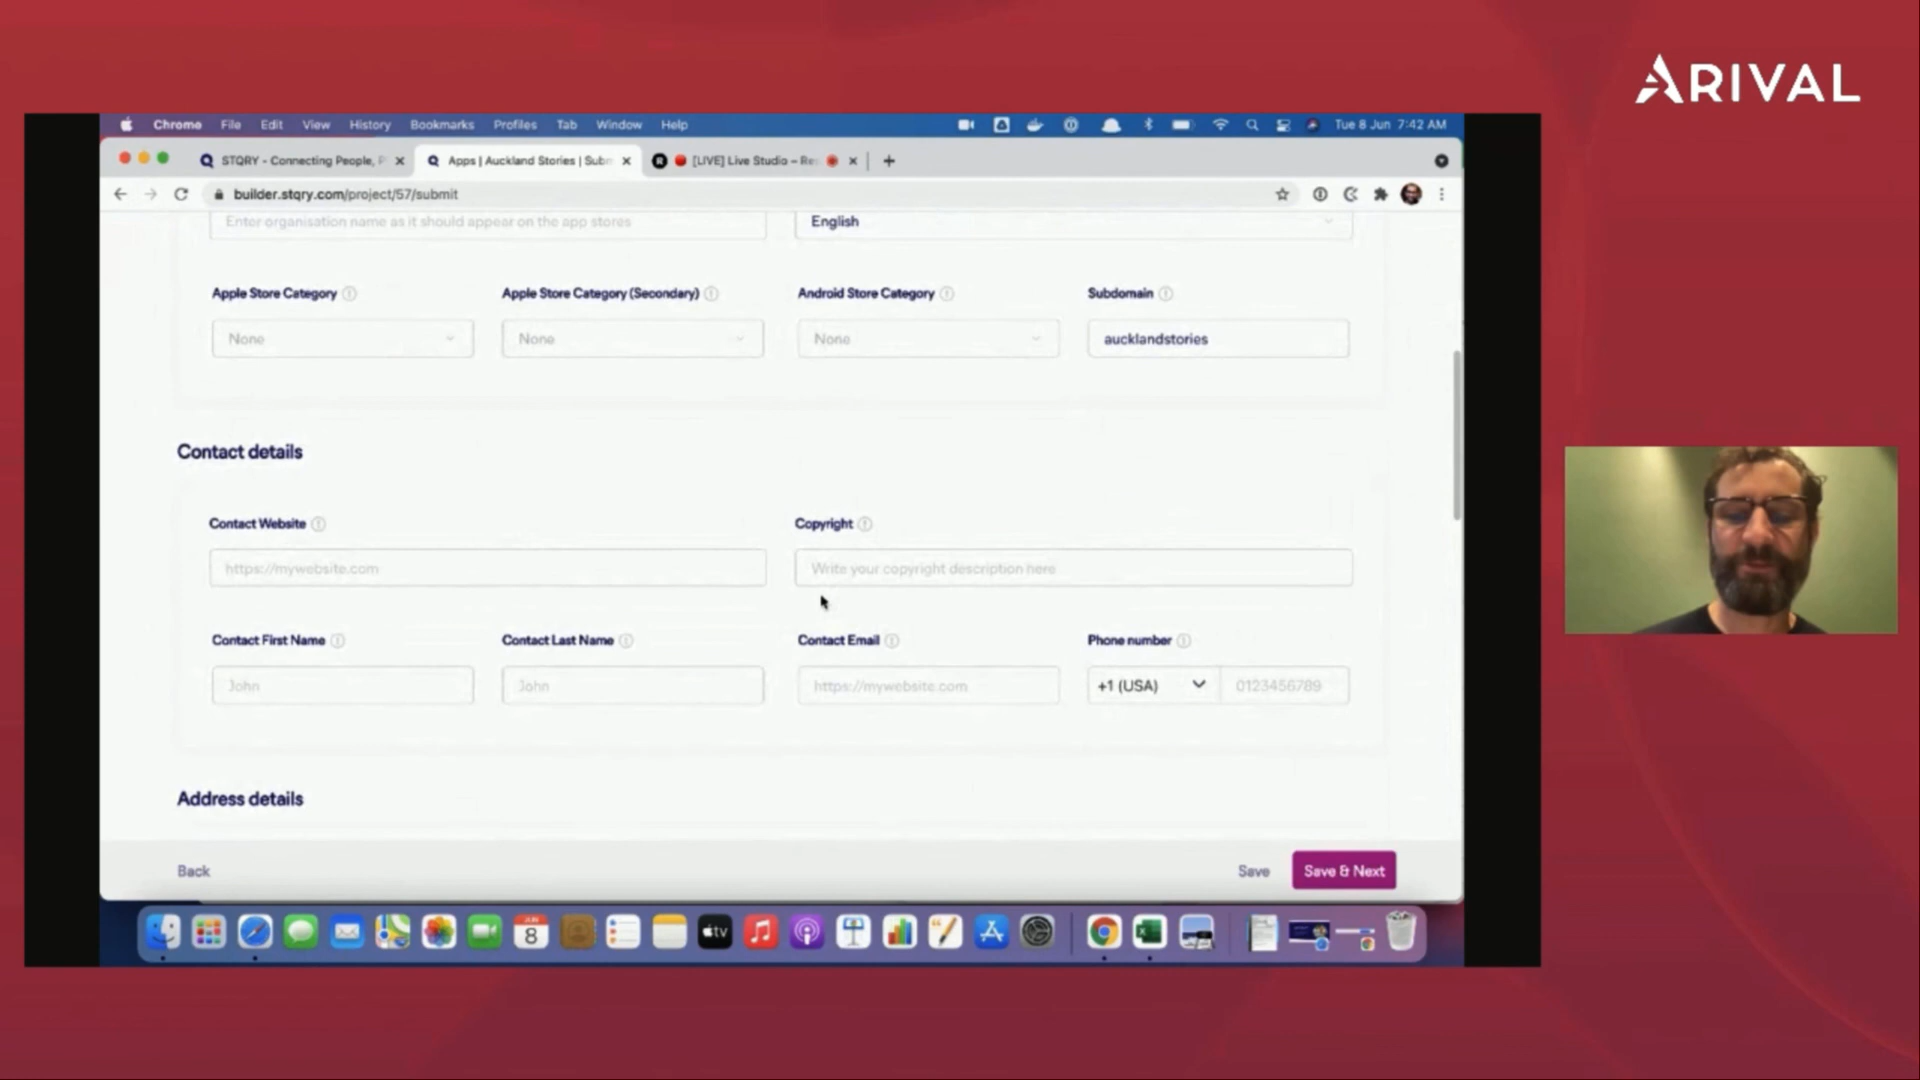 ARIVAL
Chrome File Edit View History Bookmarks Profiles Tab Window Help Tue 8 Jun 7:42 AM
STQRY - Connecting People, P
Apps | Auckland Stories | Subm
[LIVE] Live Studio – Re
builder.stqry.com/project/57/submit
Enter organisation name as it should appear on the app stores
English
Apple Store Category
Apple Store Category (Secondary)
Android Store Category
Subdomain
None
None
None
aucklandstories
Contact details
Contact Website
Copyright
https://mywebsite.com
Write your copyright description here
Contact First Name
Contact Last Name
Contact Email
Phone number
John
John
https://mywebsite.com
+1 (USA)
0123456789
Address details
Back
Save
Save & Next
JUN
8
tv